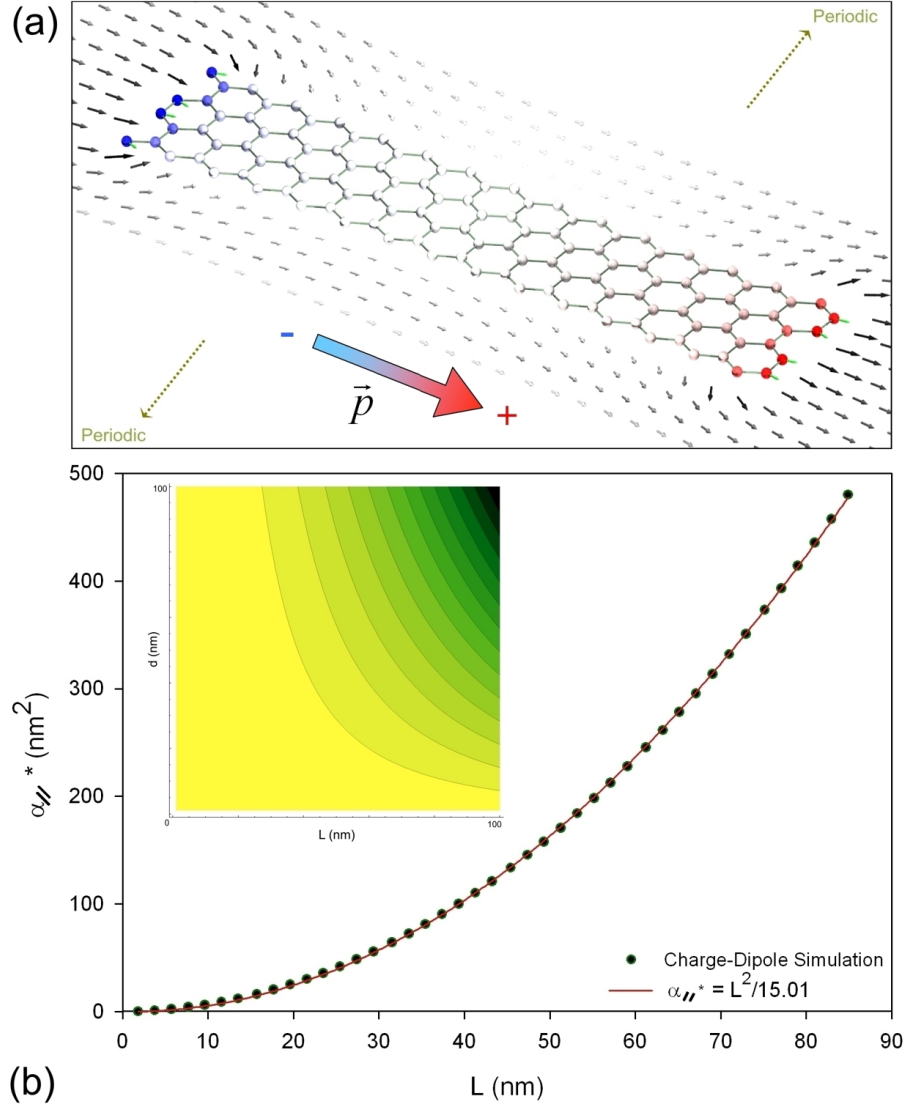 (a)
Periodic
-
p⃗
+
Periodic
500
400
300
200
100
0
α〃* (nm²)
100
d (nm)
0
L (nm)
100
Charge-Dipole Simulation
α〃* = L²/15.01
0 10 20 30 40 50 60 70 80 90
L (nm)
(b)